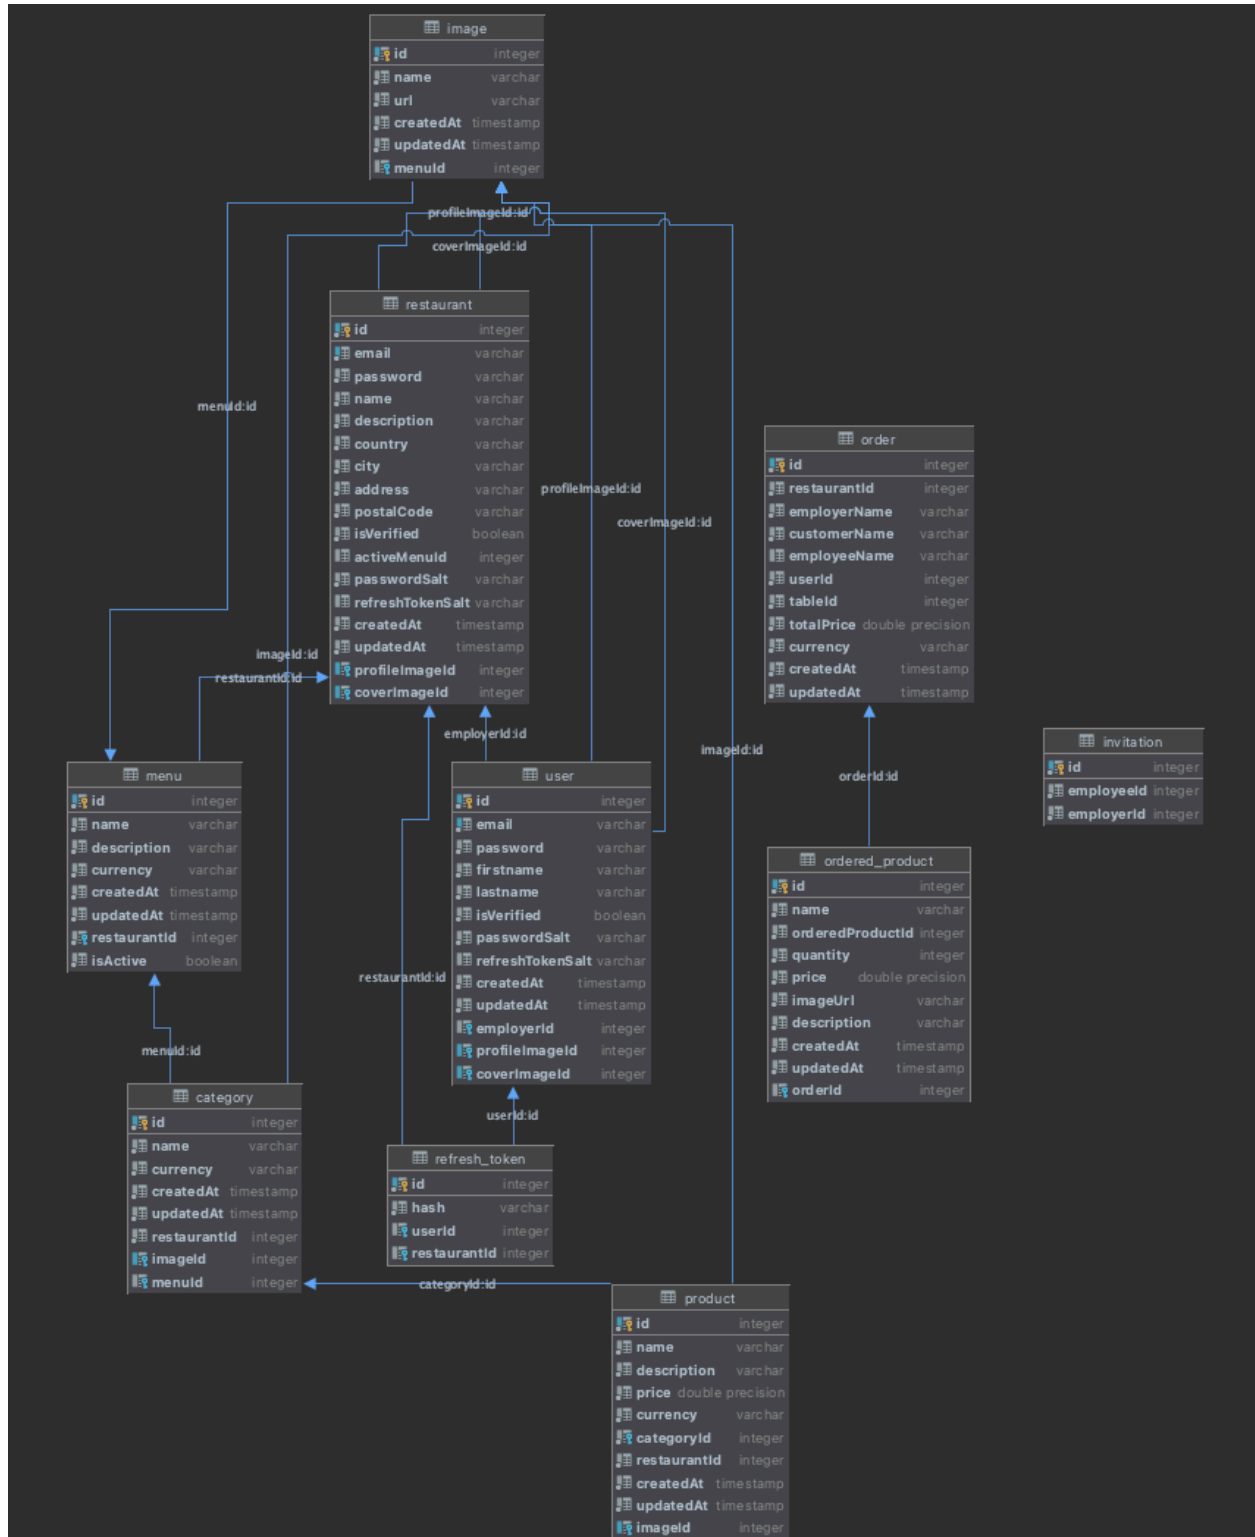 image
id integer
name varchar
url varchar
createdAt timestamp
updatedAt timestamp
menuId integer
profileImageId:id
coverImageId:id
restaurant
id integer
email varchar
password varchar
name varchar
description varchar
country varchar
city varchar
address varchar
postalCode varchar
isVerified boolean
activeMenuId integer
passwordSalt varchar
refreshTokenSalt varchar
createdAt timestamp
updatedAt timestamp
profileImageId integer
coverImageId integer
menuId:id
profileImageId:id
coverImageId:id
order
id integer
restaurantId integer
employerName varchar
customerName varchar
employeeName varchar
userId integer
tableId integer
totalPrice double precision
currency varchar
createdAt timestamp
updatedAt timestamp
imageId:id
restaurantId:id
employerId:id
imageId:id
orderId:id
invitation
id integer
employeeId integer
employerId integer
menu
id integer
name varchar
description varchar
currency varchar
createdAt timestamp
updatedAt timestamp
restaurantId integer
isActive boolean
user
id integer
email varchar
password varchar
firstname varchar
lastname varchar
isVerified boolean
passwordSalt varchar
refreshTokenSalt varchar
createdAt timestamp
updatedAt timestamp
employerId integer
profileImageId integer
coverImageId integer
ordered_product
id integer
name varchar
orderedProductId integer
quantity integer
price double precision
imageUrl varchar
description varchar
createdAt timestamp
updatedAt timestamp
orderId integer
restaurantId:id
menuId:id
userId:id
category
id integer
name varchar
currency varchar
createdAt timestamp
updatedAt timestamp
restaurantId integer
imageId integer
menuId integer
refresh_token
id integer
hash varchar
userId integer
restaurantId integer
categoryId:id
product
id integer
name varchar
description varchar
price double precision
currency varchar
categoryId integer
restaurantId integer
createdAt timestamp
updatedAt timestamp
imageId integer